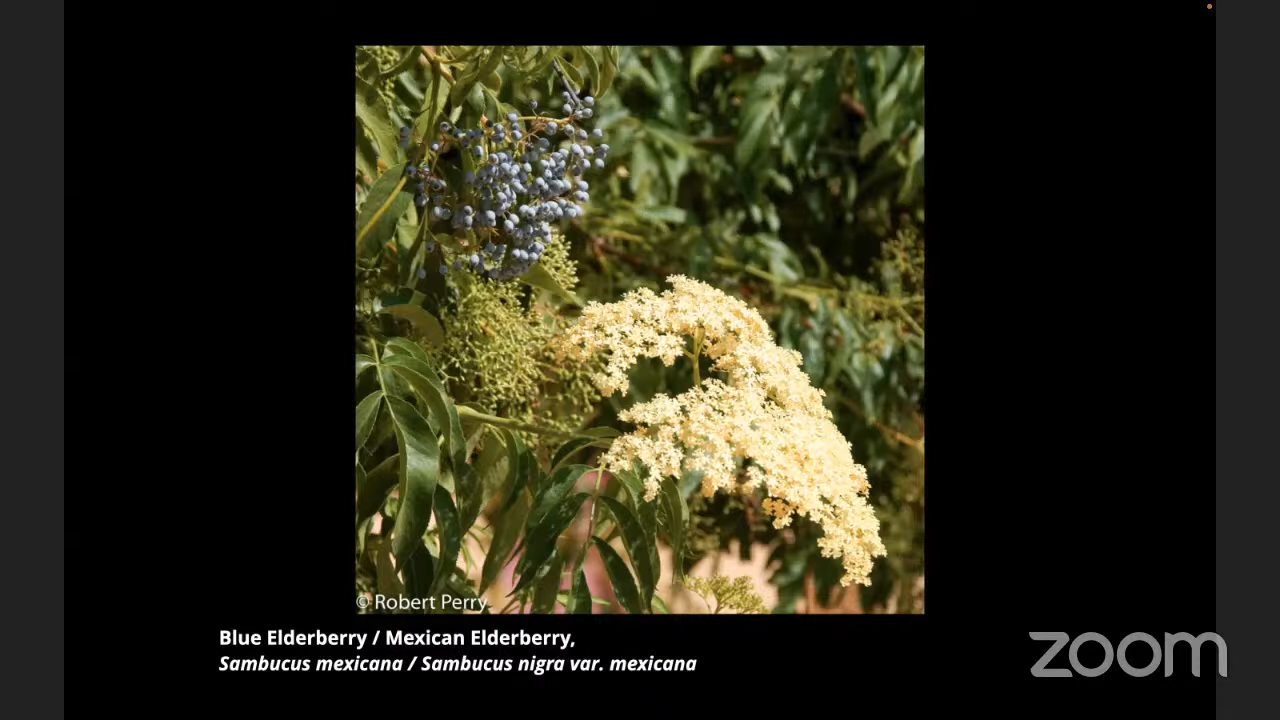 © Robert Perry
Blue Elderberry / Mexican Elderberry,
Sambucus mexicana / Sambucus nigra var. mexicana
zoom